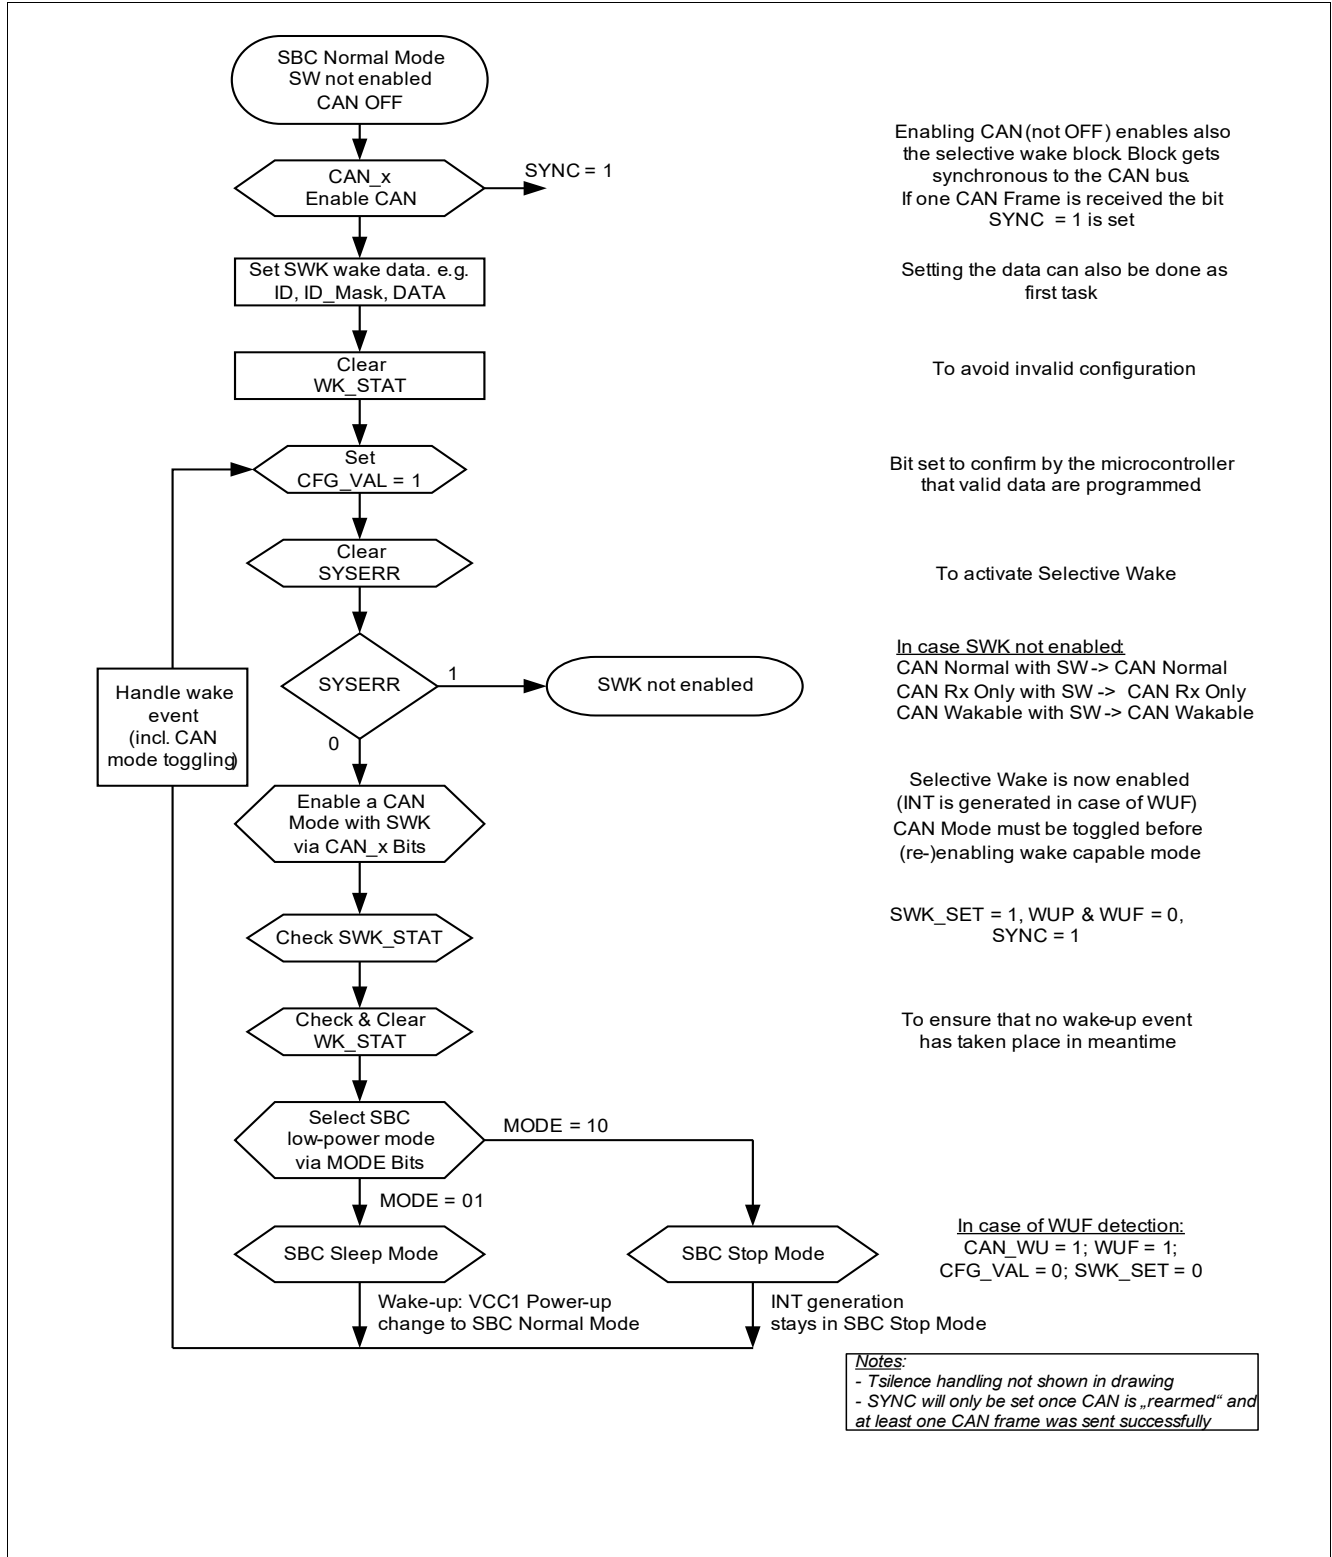 SBC Normal Mode
SW not enabled
CAN OFF
Enabling CAN (not OFF) enables also
the selective wake block. Block gets
synchronous to the CAN bus.
If one CAN Frame is received the bit
SYNC = 1 is set
CAN_x
Enable CAN
SYNC = 1
Set SWK wake data. e.g.
ID, ID_Mask, DATA
Setting the data can also be done as
first task
Clear
WK_STAT
To avoid invalid configuration
Set
CFG_VAL = 1
Bit set to confirm by the microcontroller
that valid data are programmed.
Clear
SYSERR
To activate Selective Wake
SYSERR
1
0
SWK not enabled
In case SWK not enabled:
CAN Normal with SW -> CAN Normal
CAN Rx Only with SW -> CAN Rx Only
CAN Wakable with SW -> CAN Wakable
Handle wake
event
(incl. CAN
mode toggling)
Enable a CAN
Mode with SWK
via CAN_x Bits
Selective Wake is now enabled
(INT is generated in case of WUF)
CAN Mode must be toggled before
(re-)enabling wake capable mode
Check SWK_STAT
SWK_SET = 1, WUP & WUF = 0,
SYNC = 1
Check & Clear
WK_STAT
To ensure that no wake-up event
has taken place in meantime
Select SBC
low-power mode
via MODE Bits
MODE = 10
MODE = 01
SBC Sleep Mode
SBC Stop Mode
In case of WUF detection:
CAN_WU = 1; WUF = 1;
CFG_VAL = 0; SWK_SET = 0
Wake-up: VCC1 Power-up
change to SBC Normal Mode
INT generation
stays in SBC Stop Mode
Notes:
- Tsilence handling not shown in drawing
- SYNC will only be set once CAN is „rearmed“ and
at least one CAN frame was sent successfully